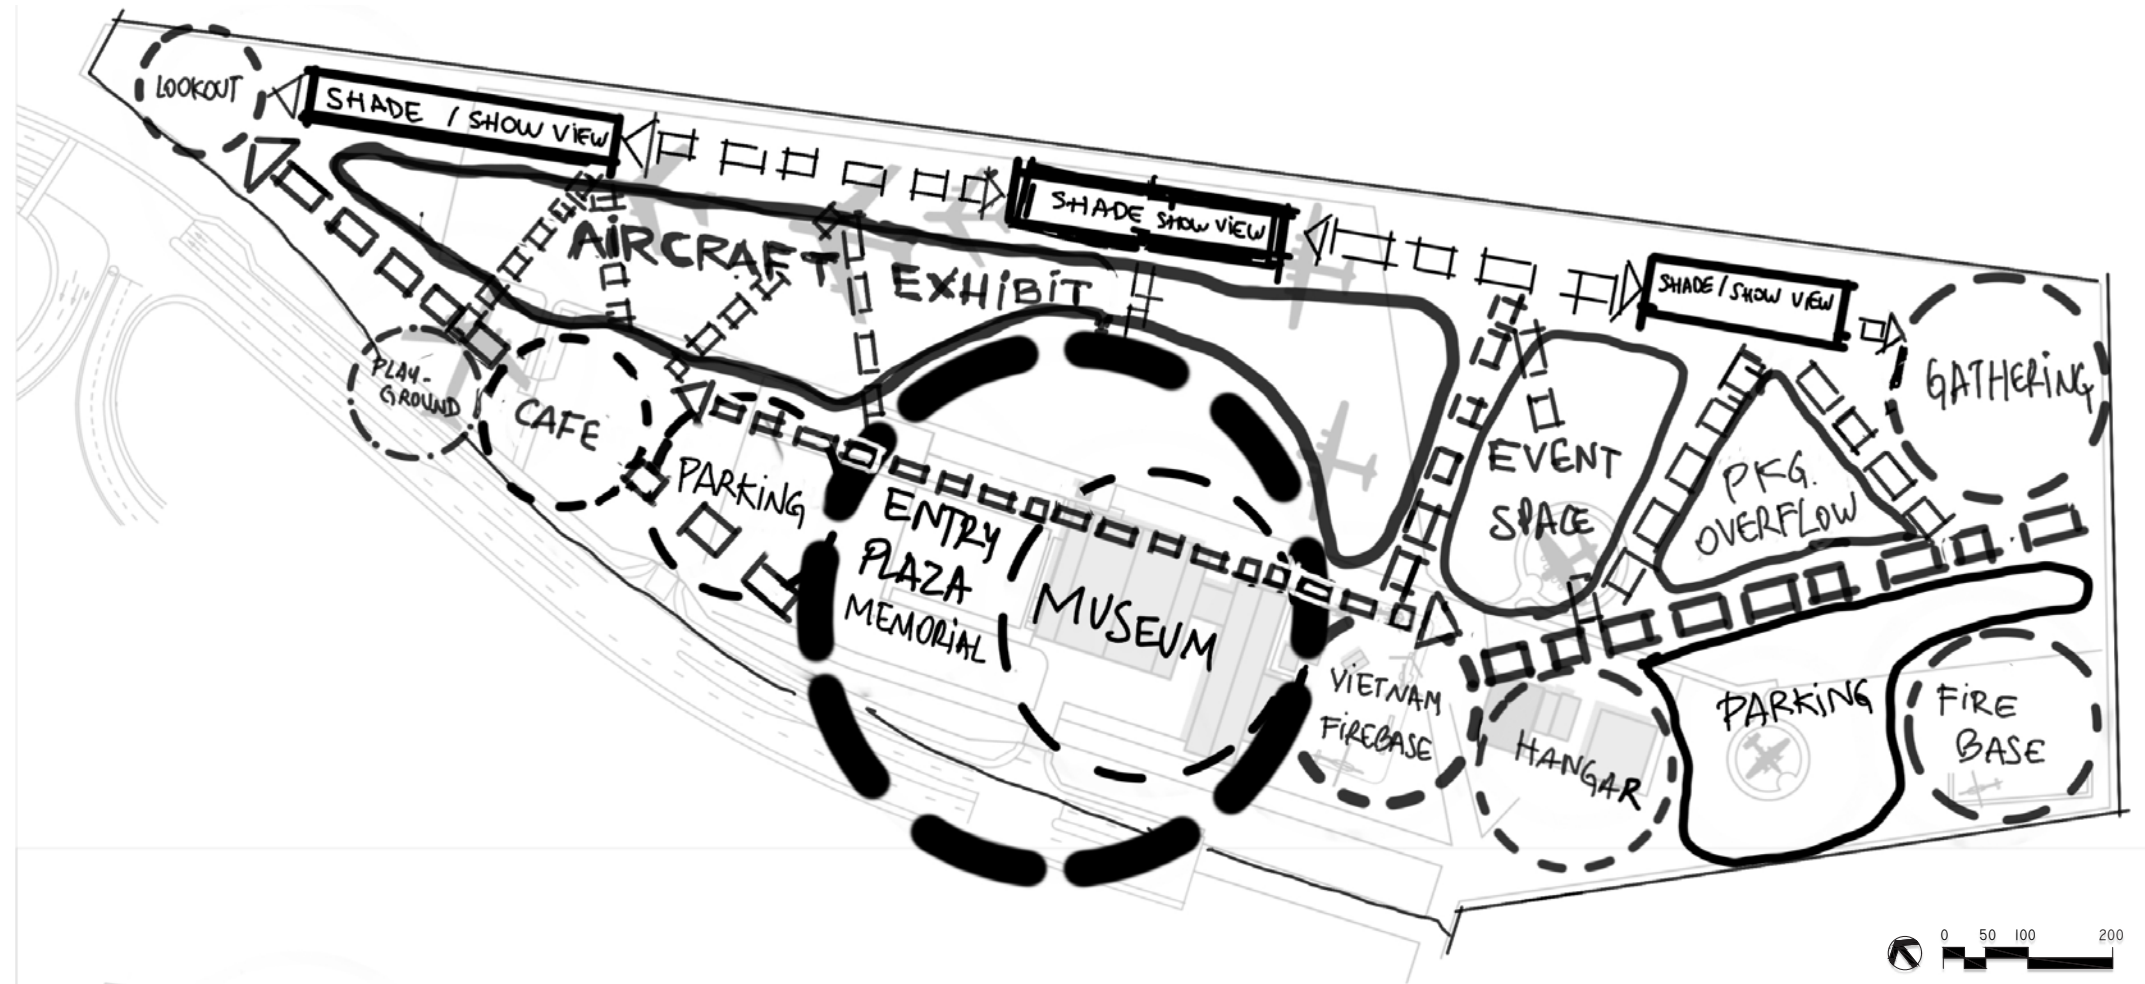 LOOKOUT
SHADE / SHOW VIEW
SHADE SHOW VIEW
SHADE / SHOW VIEW
AIRCRAFT EXHIBIT
GATHERING
PLAY-
GROUND
CAFE
PARKING
ENTRY
PLAZA
MEMORIAL
MUSEUM
EVENT
SPACE
PKG.
OVERFLOW
VIETNAM
FIREBASE
HANGAR
PARKING
FIRE
BASE
0 50 100 200